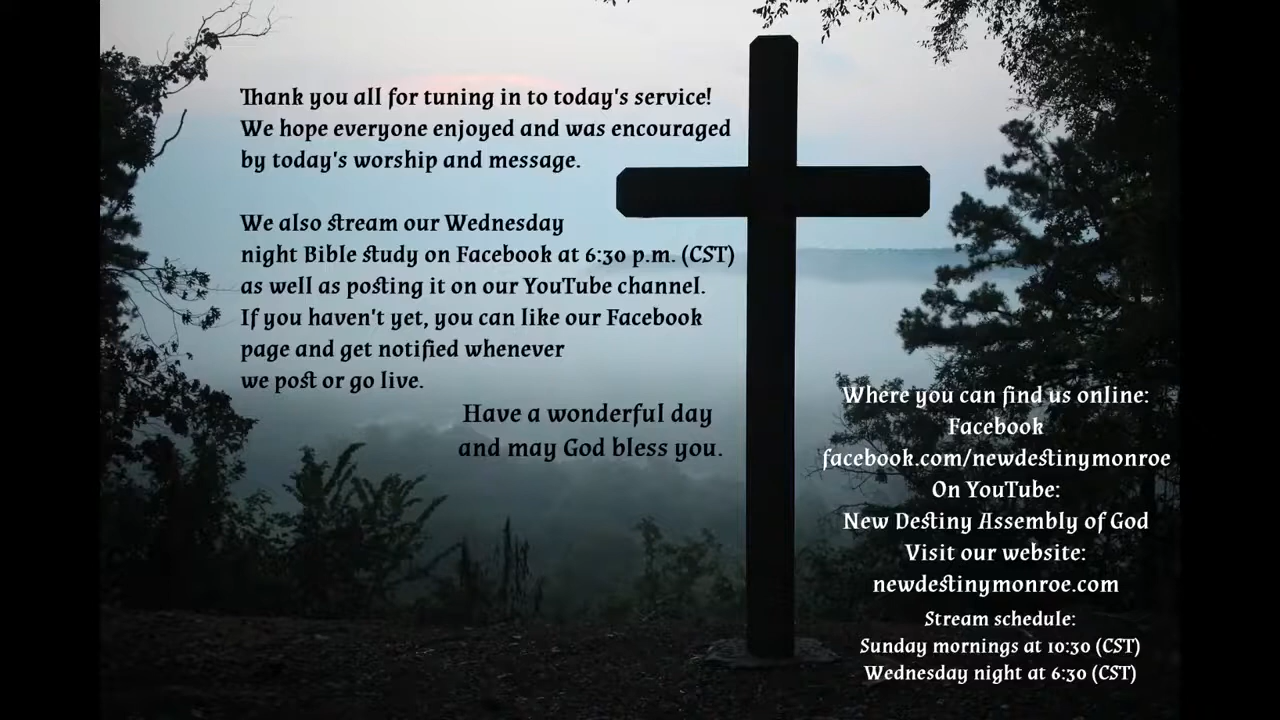 Thank you all for tuning in to today's service!
We hope everyone enjoyed and was encouraged
by today's worship and message.
We also stream our Wednesday
night Bible study on Facebook at 6:30 p.m. (CST)
as well as posting it on our YouTube channel.
If you haven't yet, you can like our Facebook
page and get notified whenever
we post or go live.
Have a wonderful day
and may God bless you.
Where you can find us online:
Facebook
facebook.com/newdestinymonroe
On YouTube:
New Destiny Assembly of God
Visit our website:
newdestinymonroe.com
Stream schedule:
Sunday mornings at 10:30 (CST)
Wednesday night at 6:30 (CST)